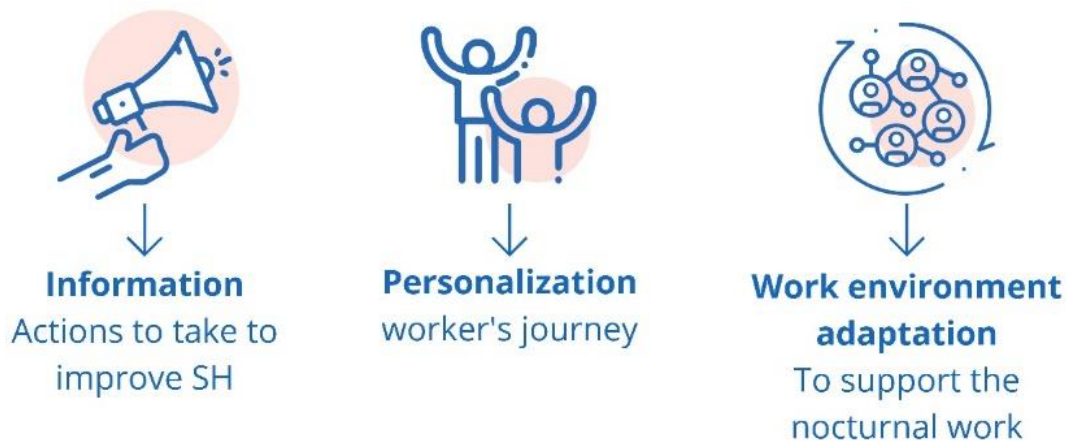 Information
Actions to take to
improve SH
Personalization
worker's journey
Work environment
adaptation
To support the
nocturnal work